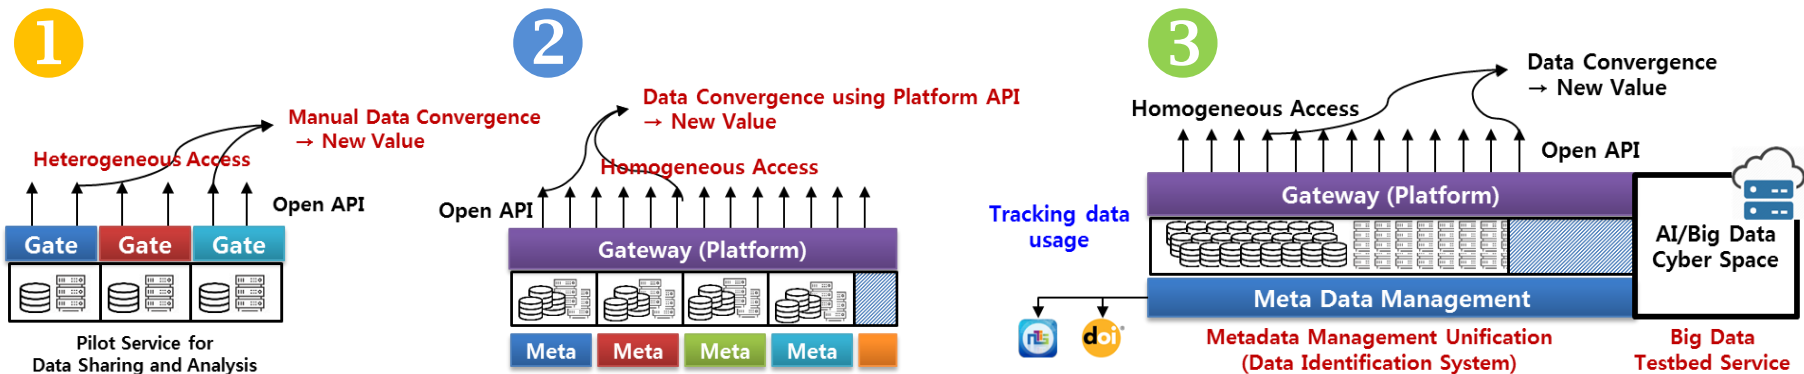 1
Manual Data Convergence
→ New Value
Heterogeneous Access
Open API
Gate
Gate
Gate
Pilot Service for
Data Sharing and Analysis
2
Data Convergence using Platform API
→ New Value
Homogeneous Access
Open API
Gateway (Platform)
Meta
Meta
Meta
Meta
3
Data Convergence
→ New Value
Homogeneous Access
Open API
Gateway (Platform)
Tracking data
usage
AI/Big Data
Cyber Space
Meta Data Management
doi
Metadata Management Unification
(Data Identification System)
Big Data
Testbed Service